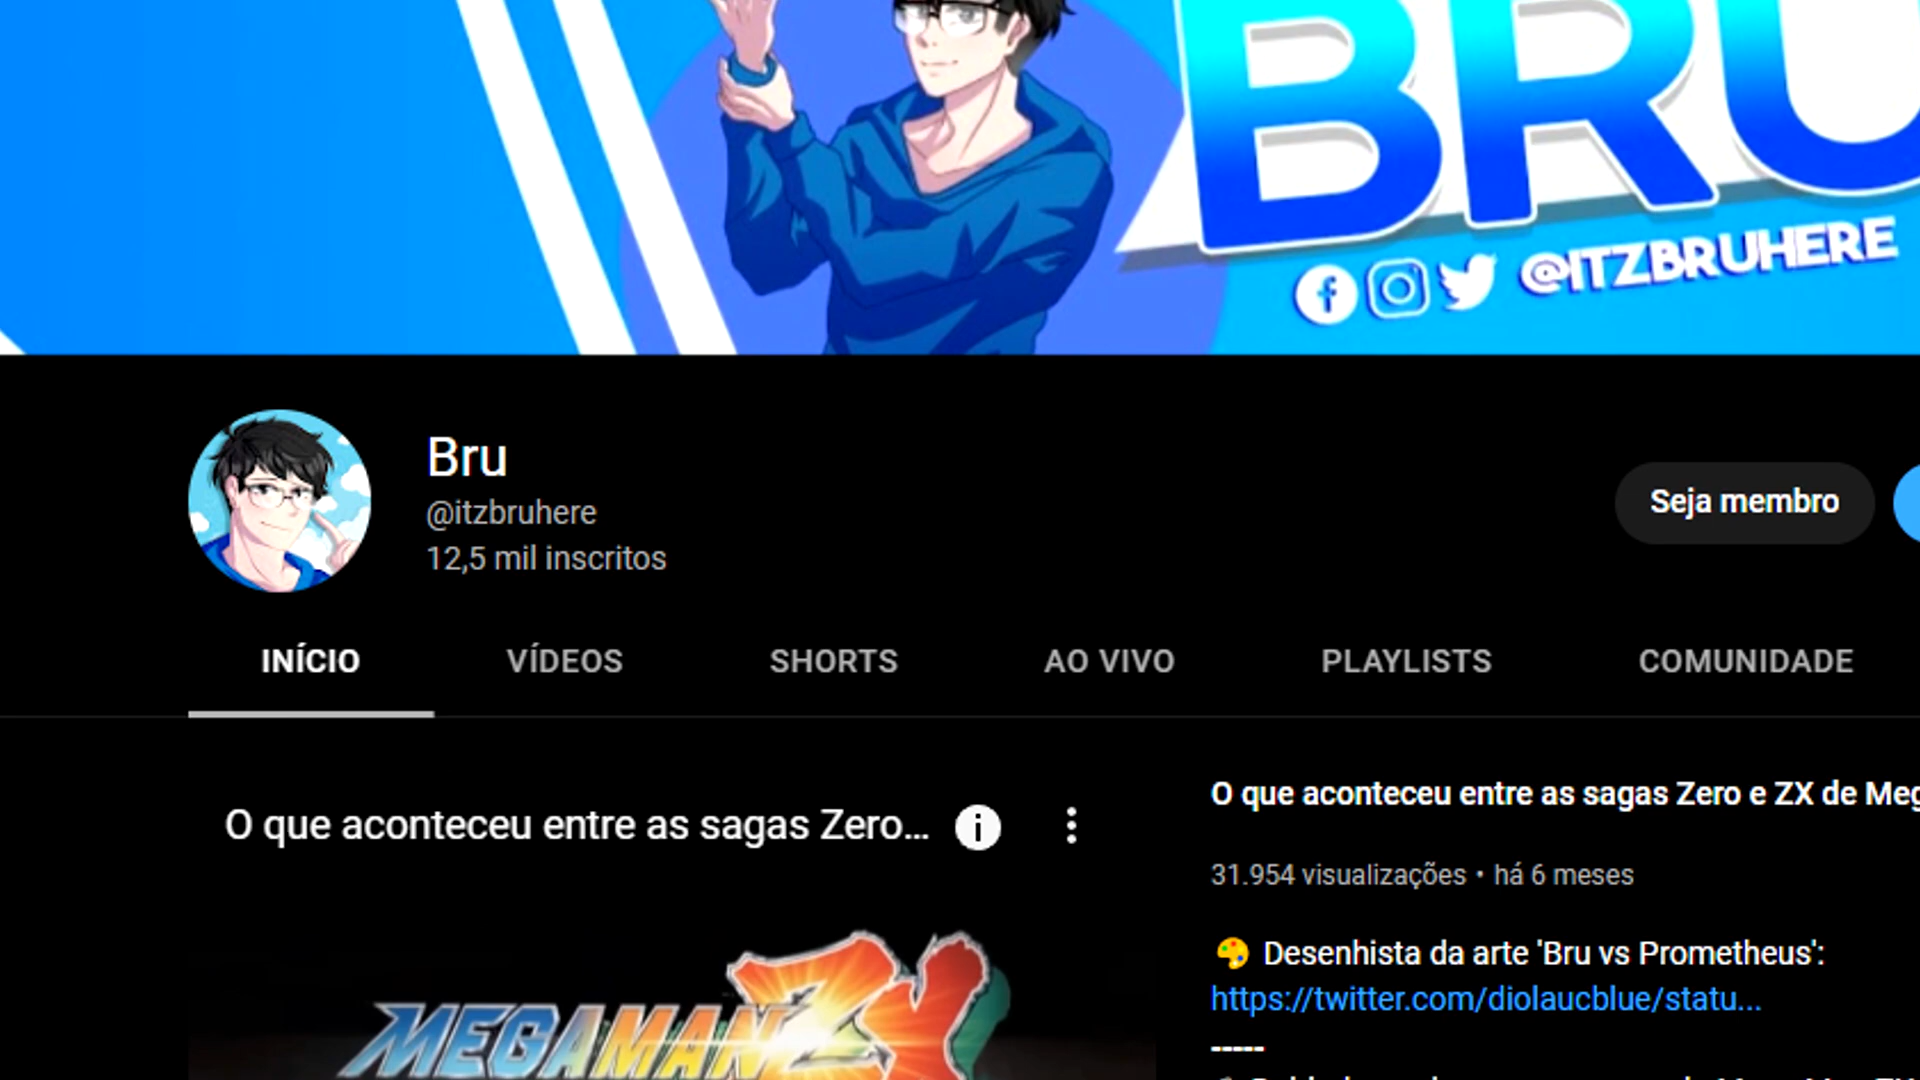 BRU
@ITZBRUHERE
Bru
@itzbruhere
12,5 mil inscritos
Seja membro
INÍCIO VÍDEOS SHORTS AO VIVO PLAYLISTS COMUNIDADE
O que aconteceu entre as sagas Zero...
MEGAMAN ZX
O que aconteceu entre as sagas Zero e ZX de Meg
31.954 visualizações • há 6 meses
🎨 Desenhista da arte 'Bru vs Prometheus':
https://twitter.com/diolaucblue/statu...
-----